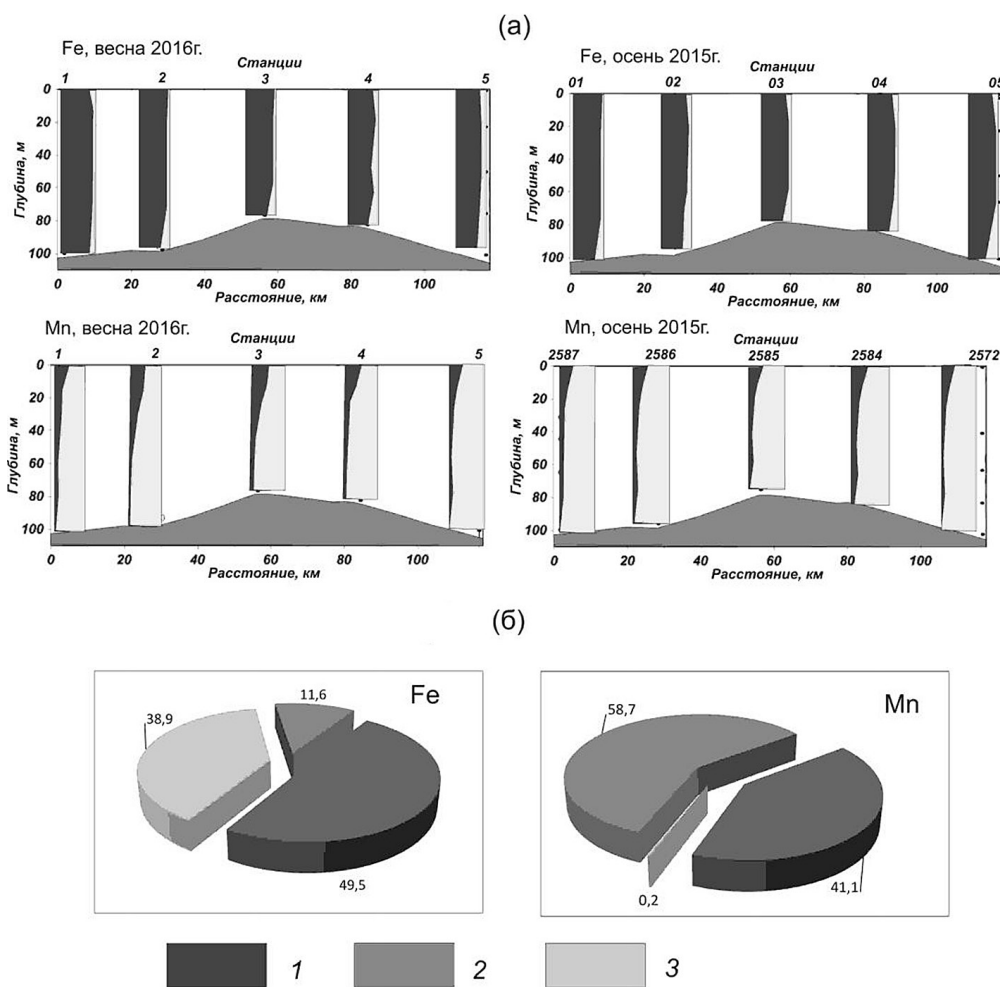 (а)
Fe, весна 2016г.
Станции
1 2 3 4 5
0
20
40
60
80
100
Глубина, м
0 20 40 60 80 100
Расстояние, км
Fe, осень 2015г.
Станции
01 02 03 04 05
0
20
40
60
80
100
Глубина, м
0 20 40 60 80 100
Расстояние, км
Mn, весна 2016г.
Станции
1 2 3 4 5
0
20
40
60
80
100
Глубина, м
0 20 40 60 80 100
Расстояние, км
Mn, осень 2015г.
Станции
2587 2586 2585 2584 2572
0
20
40
60
80
100
Глубина, м
0 20 40 60 80 100
Расстояние, км
(б)
Fe
11,6
38,9
49,5
Mn
58,7
0,2
41,1
1 2 3